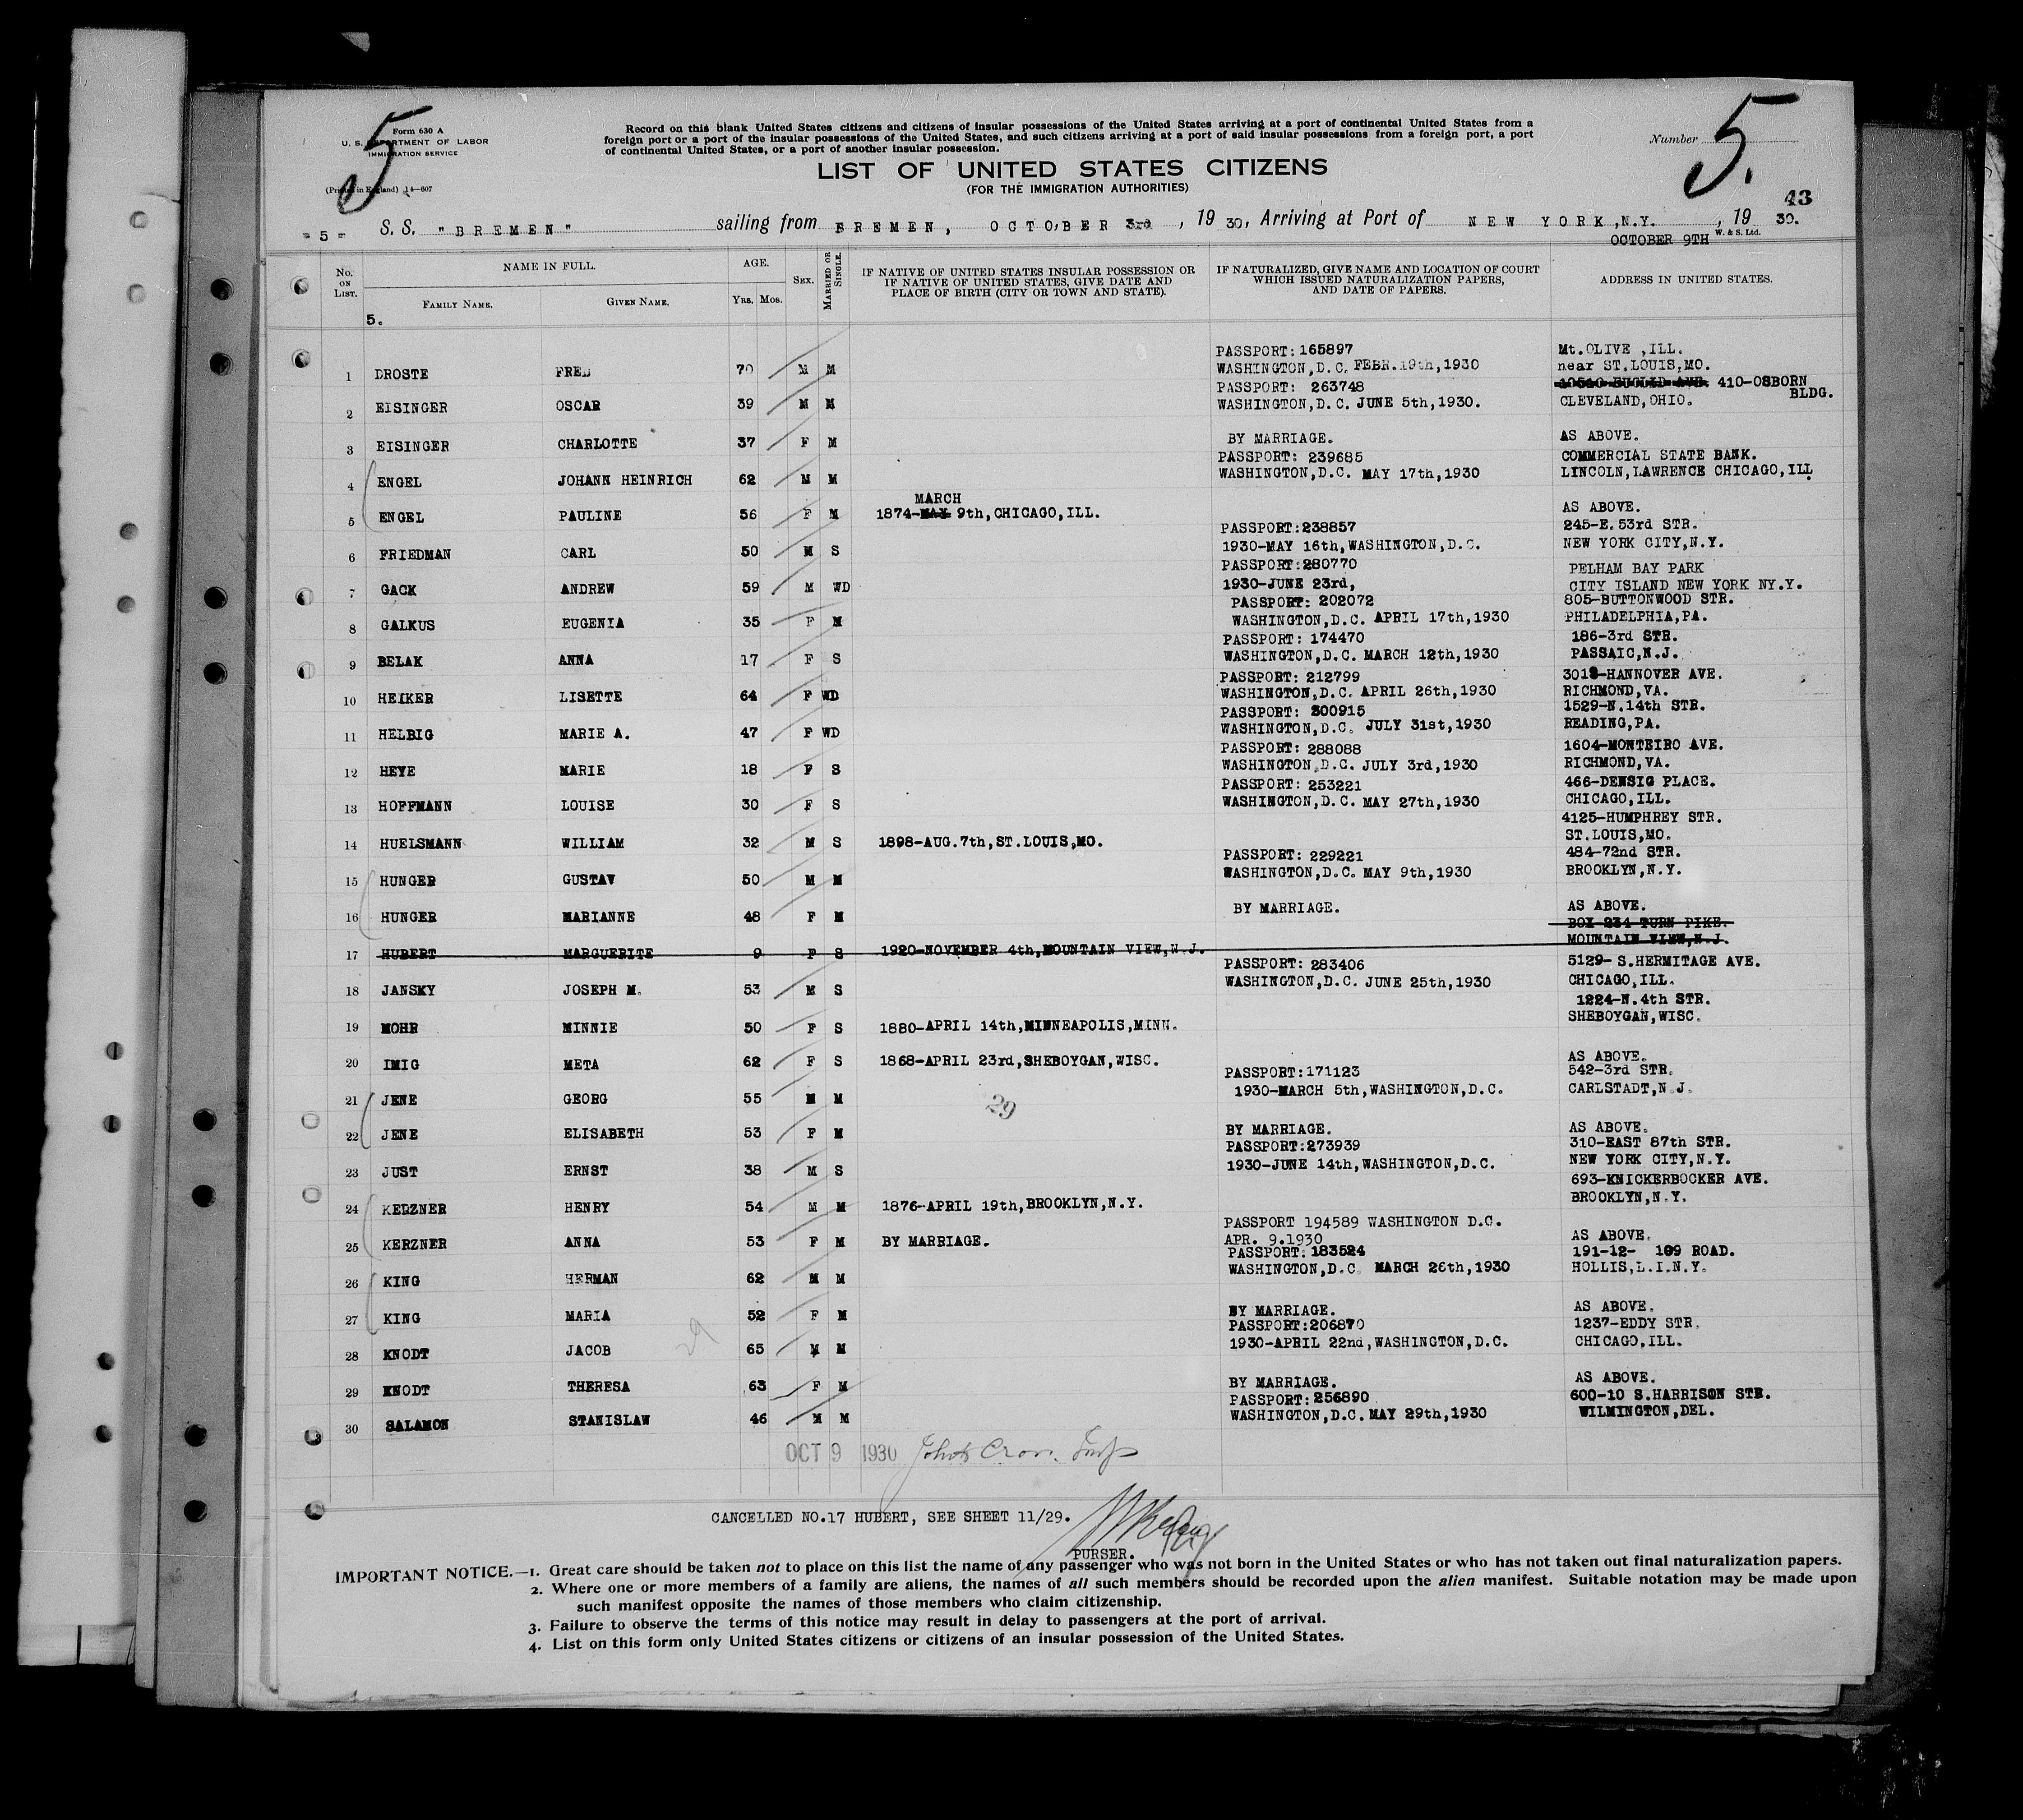 5
Form 630 A
U. S. DEPARTMENT OF LABOR
IMMIGRATION SERVICE
(Printed in England) 14—607
Record on this blank United States citizens and citizens of insular possessions of the United States arriving at a port of continental United States from a
foreign port or a port of the insular possessions of the United States, and such citizens arriving at a port of said insular possessions from a foreign port, a port
of continental United States, or a port of another insular possession.
Number 5.
LIST OF UNITED STATES CITIZENS
(FOR THE IMMIGRATION AUTHORITIES)
43
- 5 - S. S. "BREMEN" sailing from BREMEN, OCTOBER 3rd, 19 30, Arriving at Port of NEW YORK,N.Y., 19 30.
OCTOBER 9TH W. & S. Ltd.
No. ON LIST. NAME IN FULL. AGE. SEX. MARRIED OR SINGLE. IF NATIVE OF UNITED STATES INSULAR POSSESSION OR IF NATIVE OF UNITED STATES, GIVE DATE AND PLACE OF BIRTH (CITY OR TOWN AND STATE). IF NATURALIZED, GIVE NAME AND LOCATION OF COURT WHICH ISSUED NATURALIZATION PAPERS, AND DATE OF PAPERS. ADDRESS IN UNITED STATES.
FAMILY NAME. GIVEN NAME. YRS. MOS.
5.
PASSPORT: 165897 Mt. OLIVE ,ILL.
1 DROSTE FRED 70 M M WASHINGTON,D.C. FEBR.19th,1930 near ST.LOUIS,MO.
PASSPORT: 263748 10510 EUCLID AVE. 410-OSBORN BLDG.
2 EISINGER OSCAR 39 M M WASHINGTON,D.C. JUNE 5th,1930. CLEVELAND,OHIO.
3 EISINGER CHARLOTTE 37 F M BY MARRIAGE. AS ABOVE.
PASSPORT: 239685 COMMERCIAL STATE BANK.
4 ENGEL JOHANN HEINRICH 62 M M WASHINGTON,D.C. MAY 17th,1930 LINCOLN,LAWRENCE CHICAGO,ILL.
MARCH
5 ENGEL PAULINE 56 F M 1874-MAY 9th,CHICAGO,ILL. AS ABOVE.
PASSPORT:238857 245-E.53rd STR.
6 FRIEDMAN CARL 50 M S 1930-MAY 16th,WASHINGTON,D.C. NEW YORK CITY,N.Y.
PASSPORT:280770 PELHAM BAY PARK
7 GACK ANDREW 59 M WD 1930-JUNE 23rd, CITY ISLAND NEW YORK NY.Y.
PASSPORT: 202072 805-BUTTONWOOD STR.
8 GALKUS EUGENIA 35 F M WASHINGTON,D.C. APRIL 17th,1930 PHILADELPHIA,PA.
PASSPORT: 174470 186-3rd STR.
9 BELAK ANNA 17 F S WASHINGTON,D.C. MARCH 12th,1930 PASSAIC,N.J.
PASSPORT: 212799 3018-HANNOVER AVE.
10 HEIKER LISETTE 64 F WD WASHINGTON,D.C. APRIL 26th,1930 RICHMOND,VA.
PASSPORT: 300915 1529-N.14th STR.
11 HELBIG MARIE A. 47 F WD WASHINGTON,D.C. JULY 31st,1930 READING,PA.
PASSPORT: 288088 1604-MONTEIRO AVE.
12 HEYE MARIE 18 F S WASHINGTON,D.C. JULY 3rd,1930 RICHMOND,VA.
PASSPORT: 253221 466-DENSIG PLACE.
13 HOFFMANN LOUISE 30 F S WASHINGTON,D.C. MAY 27th,1930 CHICAGO,ILL.
4125-HUMPHREY STR.
14 HUELSMANN WILLIAM 32 M S 1898-AUG.7th,ST.LOUIS,MO. ST.LOUIS,MO.
PASSPORT: 229221 484-72nd STR.
15 HUNGER GUSTAV 50 M M WASHINGTON,D.C. MAY 9th,1930 BROOKLYN,N.Y.
16 HUNGER MARIANNE 48 F M BY MARRIAGE. AS ABOVE.
BOX 234 TURN PIKE.
17 HUBERT MARGUERITE 9 F S 1920-NOVEMBER 4th,MOUNTAIN VIEW,N.J. MOUNTAIN VIEW,N.J.
PASSPORT: 283406 5129- S.HERMITAGE AVE.
18 JANSKY JOSEPH M. 53 M S WASHINGTON,D.C. JUNE 25th,1930 CHICAGO,ILL.
1224-N.4th STR.
19 MOHR MINNIE 50 F S 1880-APRIL 14th,MINNEAPOLIS,MINN. SHEBOYGAN,WISC.
20 IMIG META 62 F S 1868-APRIL 23rd,SHEBOYGAN,WISC. AS ABOVE.
PASSPORT:171123 542-3rd STR.
21 JENE GEORG 55 M M 1930-MARCH 5th,WASHINGTON,D.C. CARLSTADT,N.J.
29
22 JENE ELISABETH 53 F M BY MARRIAGE. AS ABOVE.
PASSPORT:273939 310-EAST 87th STR.
23 JUST ERNST 38 M S 1930-JUNE 14th,WASHINGTON,D.C. NEW YORK CITY,N.Y.
693-KNICKERBOCKER AVE.
24 KERZNER HENRY 54 M M 1876-APRIL 19th,BROOKLYN,N.Y. BROOKLYN,N.Y.
PASSPORT 194589 WASHINGTON D.C.
25 KERZNER ANNA 53 F M BY MARRIAGE. APR. 9.1930 AS ABOVE.
PASSPORT: 183524 191-12- 109 ROAD.
26 KING HERMAN 62 M M WASHINGTON,D.C. MARCH 26th,1930 HOLLIS,L.I.N.Y.
27 KING MARIA 52 F M BY MARRIAGE. AS ABOVE.
PASSPORT:206870 1237-EDDY STR.
29
28 KNODT JACOB 65 M M 1930-APRIL 22nd,WASHINGTON,D.C. CHICAGO,ILL.
29 KNODT THERESA 63 F M BY MARRIAGE. AS ABOVE.
PASSPORT:256890 600-10 S.HARRISON STR.
30 SALAMON STANISLAW 46 M M WASHINGTON,D.C. MAY 29th,1930 WILMINGTON,DEL.
OCT 9 1930
CANCELLED NO.17 HUBERT, SEE SHEET 11/29.
PURSER.
IMPORTANT NOTICE.—1. Great care should be taken not to place on this list the name of any passenger who was not born in the United States or who has not taken out final naturalization papers.
2. Where one or more members of a family are aliens, the names of all such members should be recorded upon the alien manifest. Suitable notation may be made upon
such manifest opposite the names of those members who claim citizenship.
3. Failure to observe the terms of this notice may result in delay to passengers at the port of arrival.
4. List on this form only United States citizens or citizens of an insular possession of the United States.